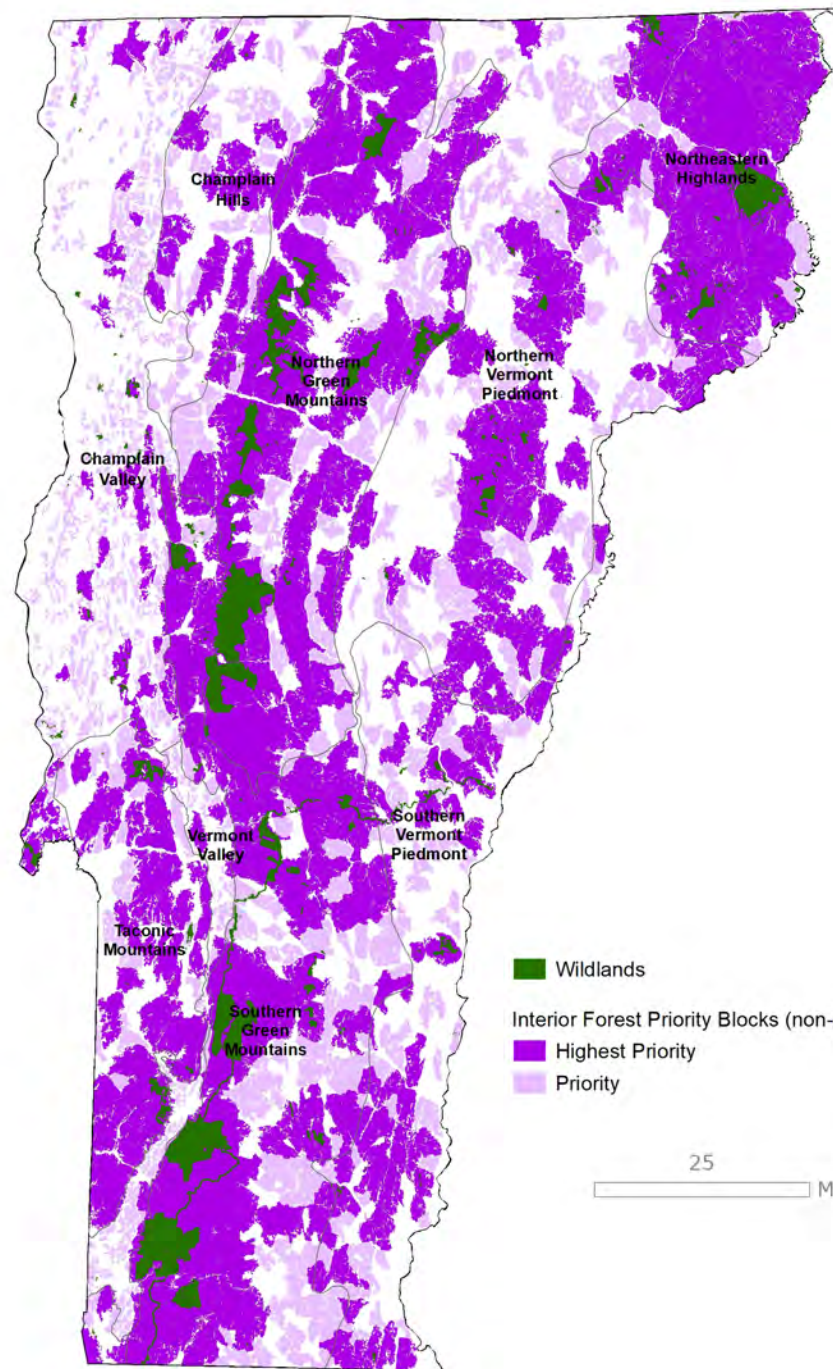 Northeastern
Highlands
Champlain
Hills
Northern
Green
Mountains
Northern
Vermont
Piedmont
Champlain
Valley
Vermont
Valley
Southern
Vermont
Piedmont
Taconic
Mountains
Southern
Green
Mountains
Wildlands
Interior Forest Priority Blocks (non-
Highest Priority
Priority
25
M